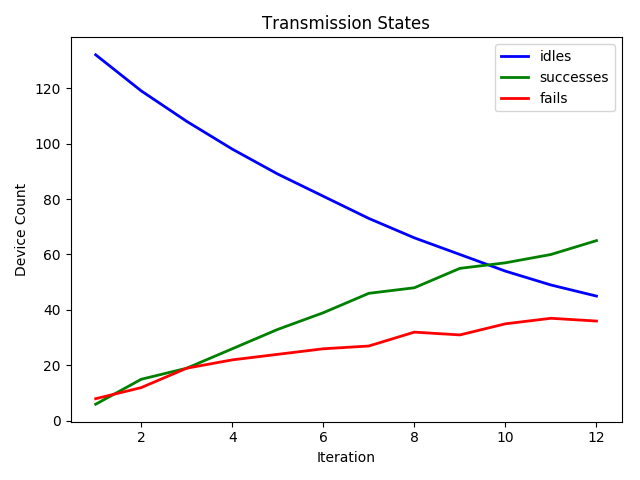 Transmission States
idles
successes
fails
Device Count
120
100
80
60
40
20
0
2 4 6 8 10 12
Iteration